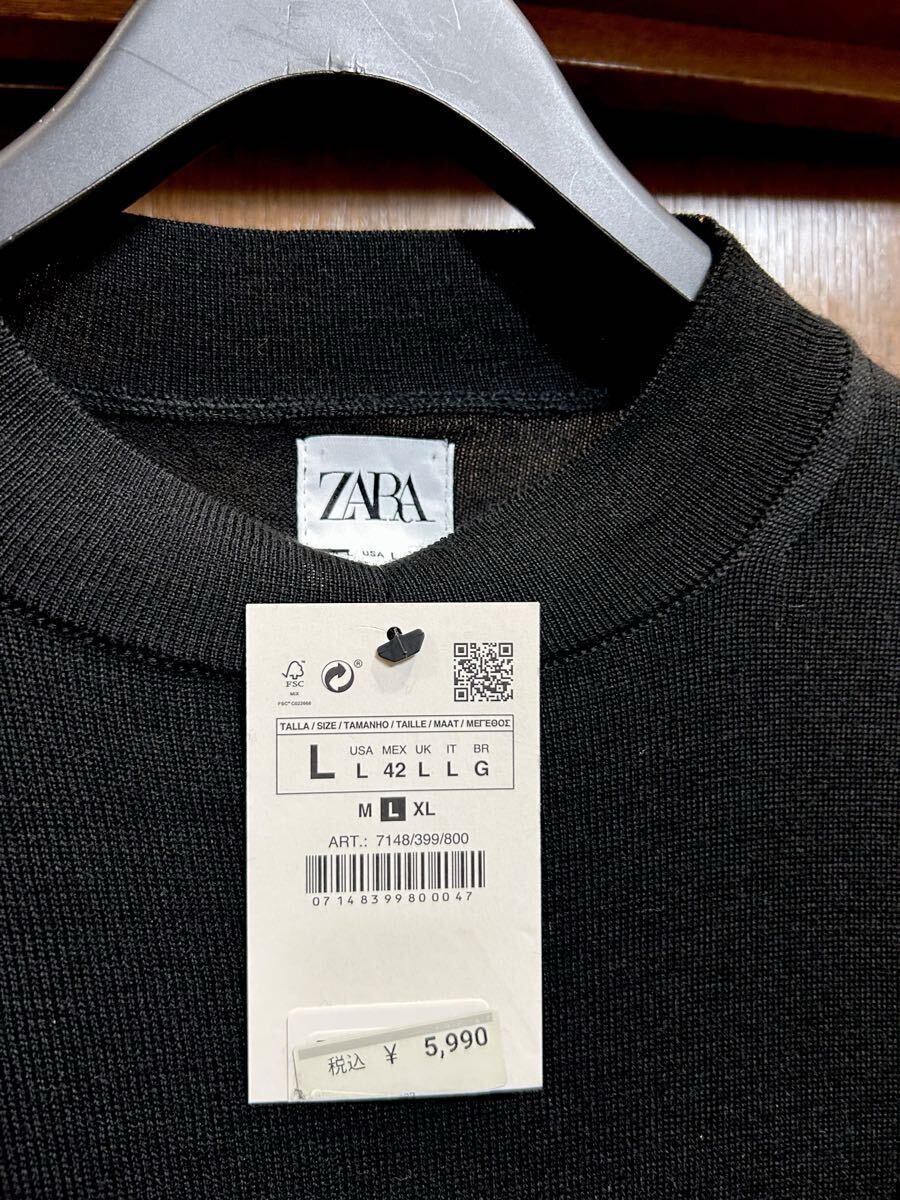 ZARA
USA L
FSC
MIX
FSC® C022666
®
TALLA / SIZE / TAMANHO / TAILLE / MAAT / ΜΕΓΕΘΟΣ
L
USA MEX UK IT BR
L 42 L L G
M L XL
ART.: 7148/399/800
07148399800047
税込 ¥ 5,990